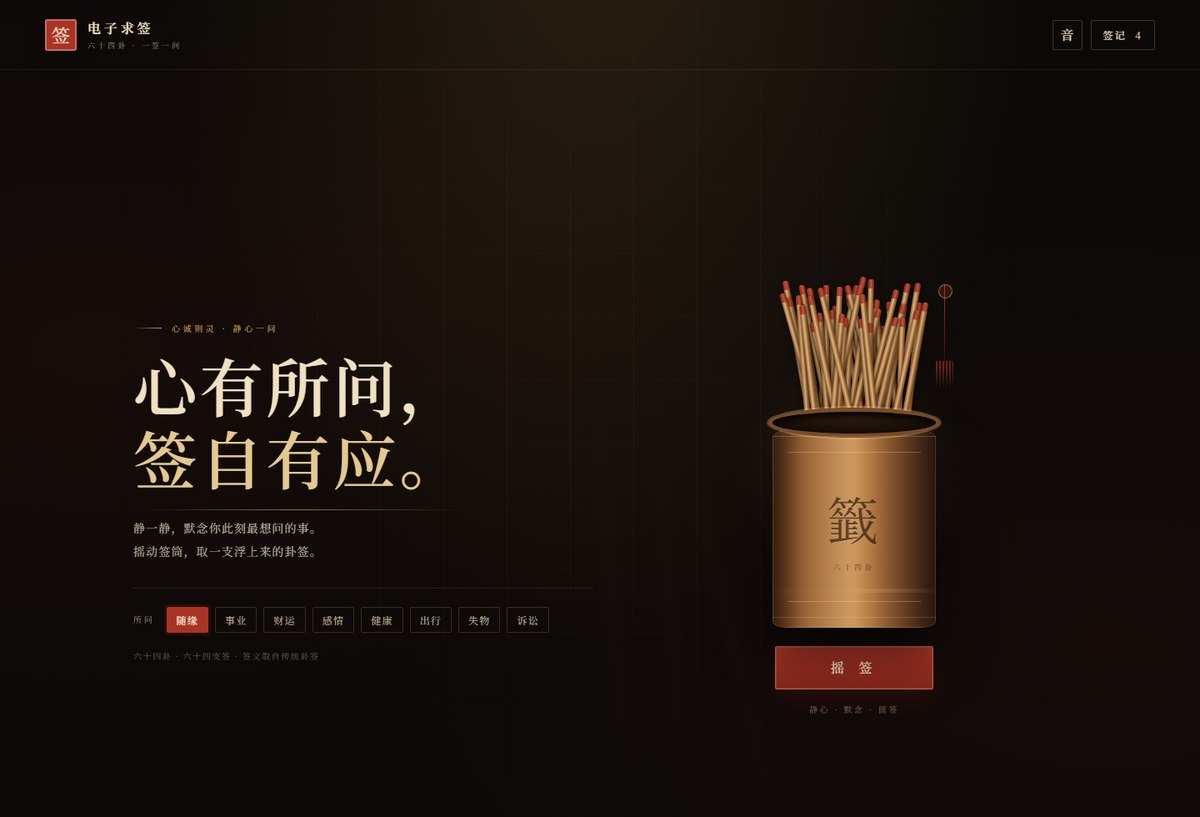 签
电子求签
六十四卦 · 一签一问
音
签记 4
心诚则灵 · 静心一问
心有所问，
签自有应。
静一静，默念你此刻最想问的事。
摇动签筒，取一支浮上来的卦签。
所问 随缘 事业 财运 感情 健康 出行 失物 诉讼
六十四卦 · 六十四支签 · 签文取自传统卦签
籤
六十四卦
摇 签
静心 · 默念 · 摇签